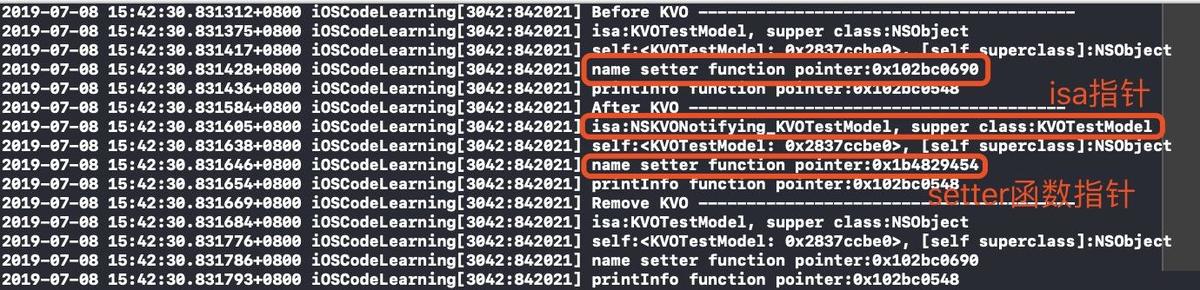 2019-07-08 15:42:30.831312+0800 iOSCodeLearning[3042:842021] Before KVO ----------------------------------------
2019-07-08 15:42:30.831375+0800 iOSCodeLearning[3042:842021] isa:KVOTestModel, supper class:NSObject
2019-07-08 15:42:30.831417+0800 iOSCodeLearning[3042:842021] self:<KVOTestModel: 0x2837ccbe0>, [self superclass]:NSObject
2019-07-08 15:42:30.831428+0800 iOSCodeLearning[3042:842021] name setter function pointer:0x102bc0690
2019-07-08 15:42:30.831436+0800 iOSCodeLearning[3042:842021] printInfo function pointer:0x102bc0548
isa指针
2019-07-08 15:42:30.831584+0800 iOSCodeLearning[3042:842021] After KVO ----------------------------------------
2019-07-08 15:42:30.831605+0800 iOSCodeLearning[3042:842021] isa:NSKVONotifying_KVOTestModel, supper class:KVOTestModel
2019-07-08 15:42:30.831638+0800 iOSCodeLearning[3042:842021] self:<KVOTestModel: 0x2837ccbe0>, [self superclass]:NSObject
2019-07-08 15:42:30.831646+0800 iOSCodeLearning[3042:842021] name setter function pointer:0x1b4829454
2019-07-08 15:42:30.831654+0800 iOSCodeLearning[3042:842021] printInfo function pointer:0x102bc0548
setter函数指针
2019-07-08 15:42:30.831669+0800 iOSCodeLearning[3042:842021] Remove KVO ----------------------------------------
2019-07-08 15:42:30.831684+0800 iOSCodeLearning[3042:842021] isa:KVOTestModel, supper class:NSObject
2019-07-08 15:42:30.831776+0800 iOSCodeLearning[3042:842021] self:<KVOTestModel: 0x2837ccbe0>, [self superclass]:NSObject
2019-07-08 15:42:30.831786+0800 iOSCodeLearning[3042:842021] name setter function pointer:0x102bc0690
2019-07-08 15:42:30.831793+0800 iOSCodeLearning[3042:842021] printInfo function pointer:0x102bc0548